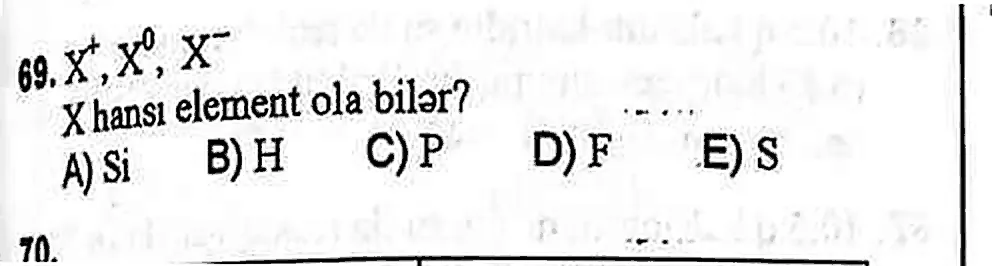 69. X⁺, X⁰, X⁻
X hansı element ola bilər?
A) Si B) H C) P D) F E) S
70.